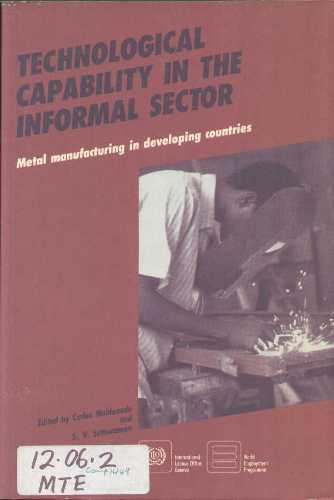 TECHNOLOGICAL
CAPABILITY IN THE
INFORMAL SECTOR
Metal manufacturing in developing countries
Edited by Carlos Maldonado
and
S. V. Sethuraman
International
Labour Office
Geneva
World
Employment
Programme
12.06.2
MTE